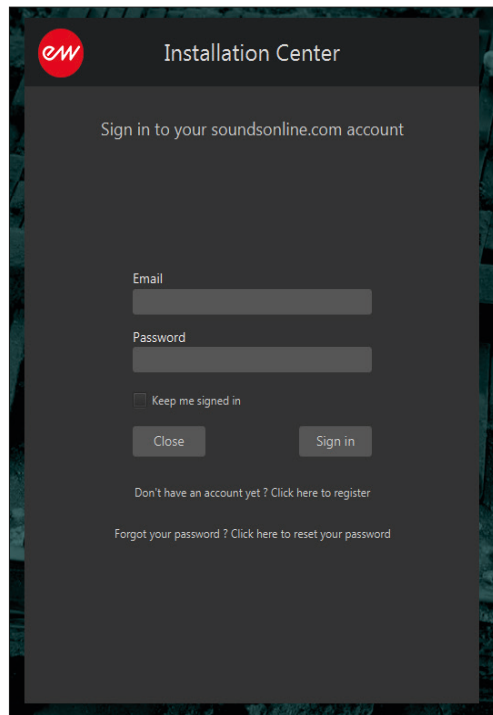 ew
Installation Center
Sign in to your soundsonline.com account
Email
Password
Keep me signed in
Close
Sign in
Don't have an account yet ? Click here to register
Forgot your password ? Click here to reset your password